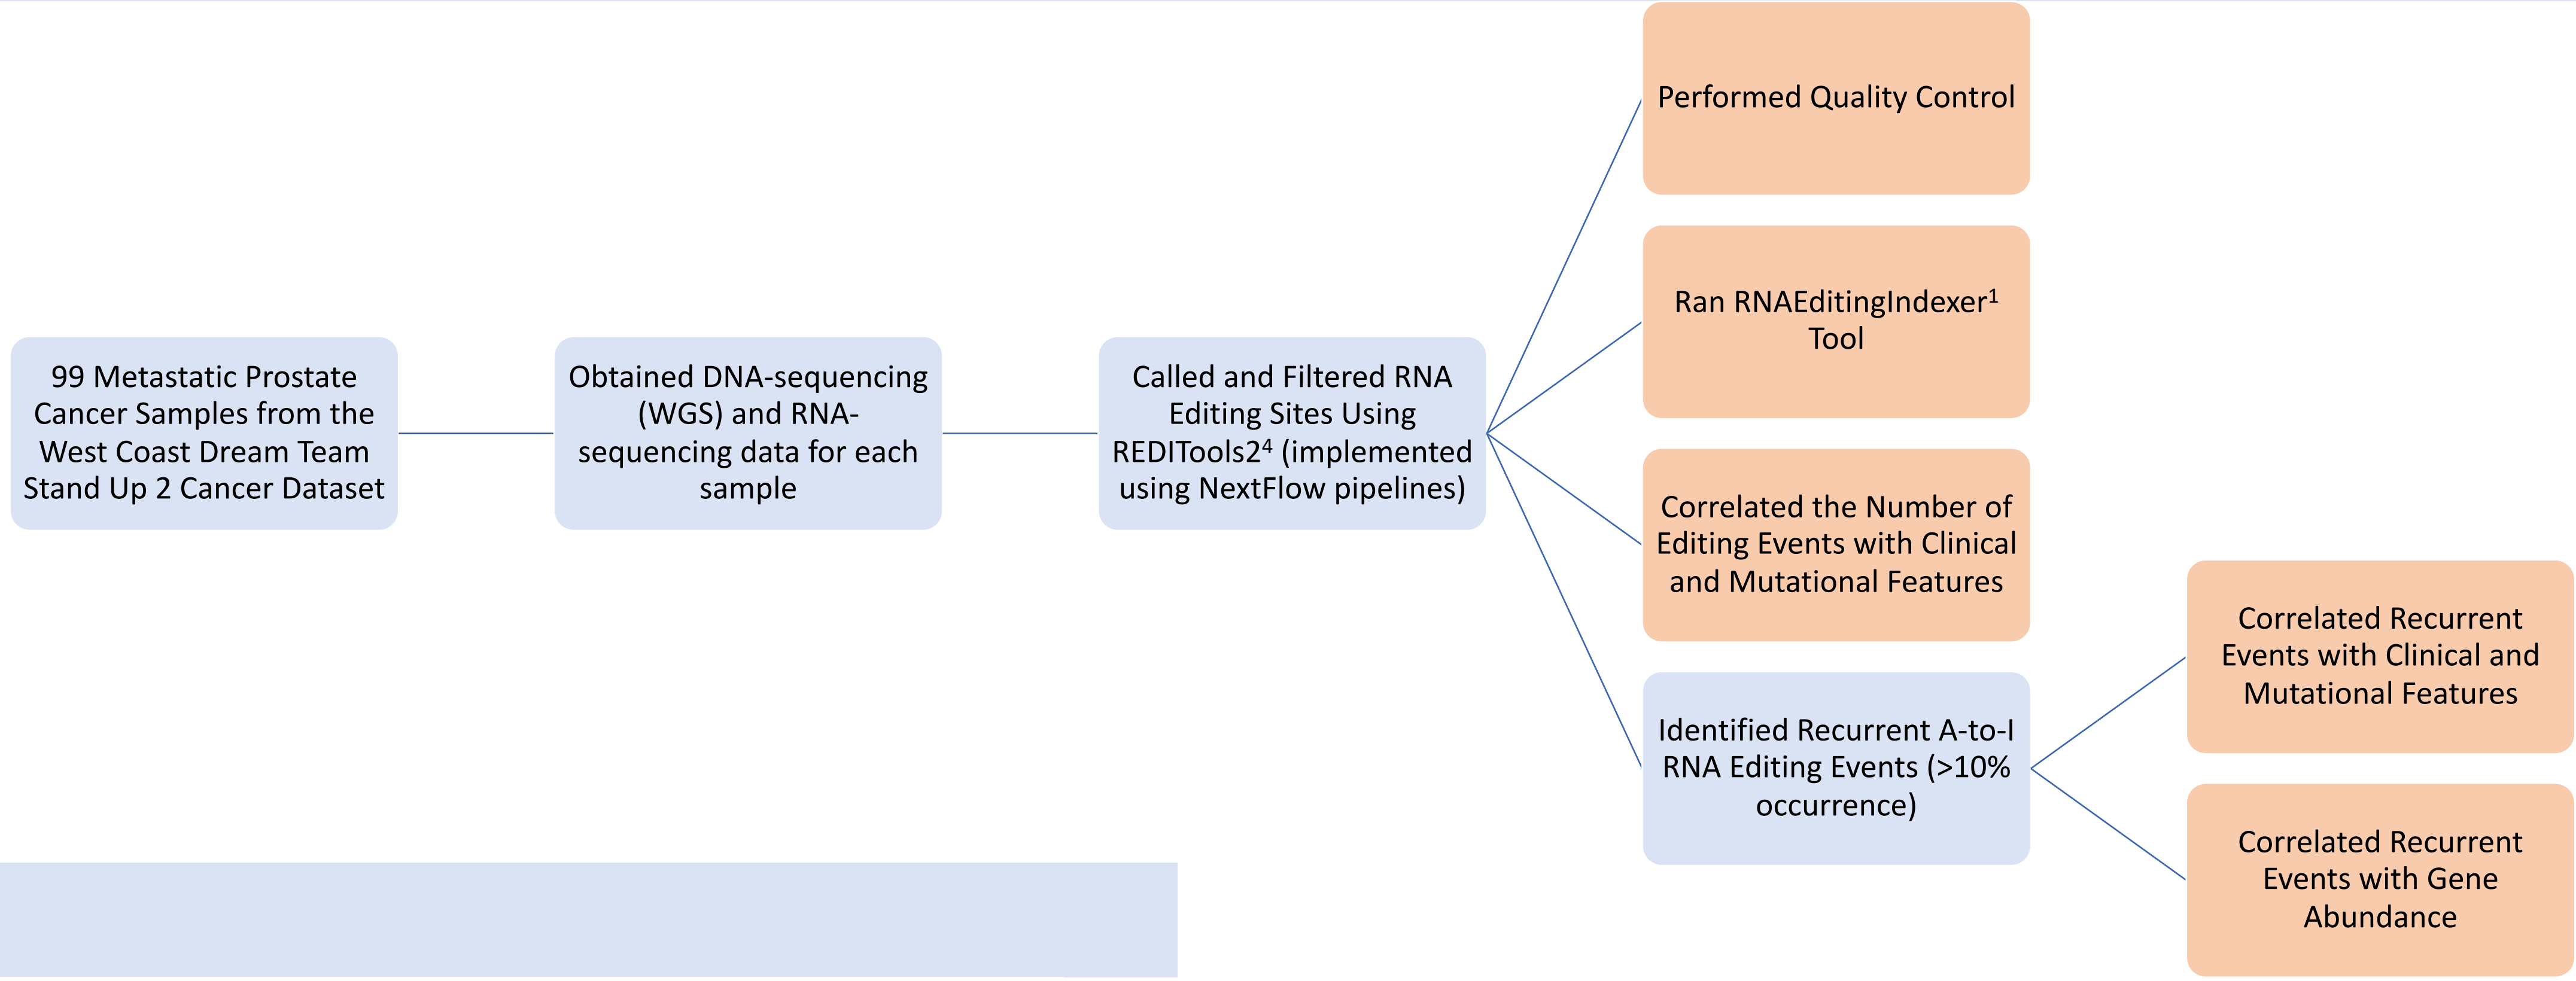 99 Metastatic Prostate
Cancer Samples from the
West Coast Dream Team
Stand Up 2 Cancer Dataset
Obtained DNA-sequencing
(WGS) and RNA-
sequencing data for each
sample
Called and Filtered RNA
Editing Sites Using
REDITools2⁴ (implemented
using NextFlow pipelines)
Performed Quality Control
Ran RNAEditingIndexer¹
Tool
Correlated the Number of
Editing Events with Clinical
and Mutational Features
Identified Recurrent A-to-I
RNA Editing Events (>10%
occurrence)
Correlated Recurrent
Events with Clinical and
Mutational Features
Correlated Recurrent
Events with Gene
Abundance